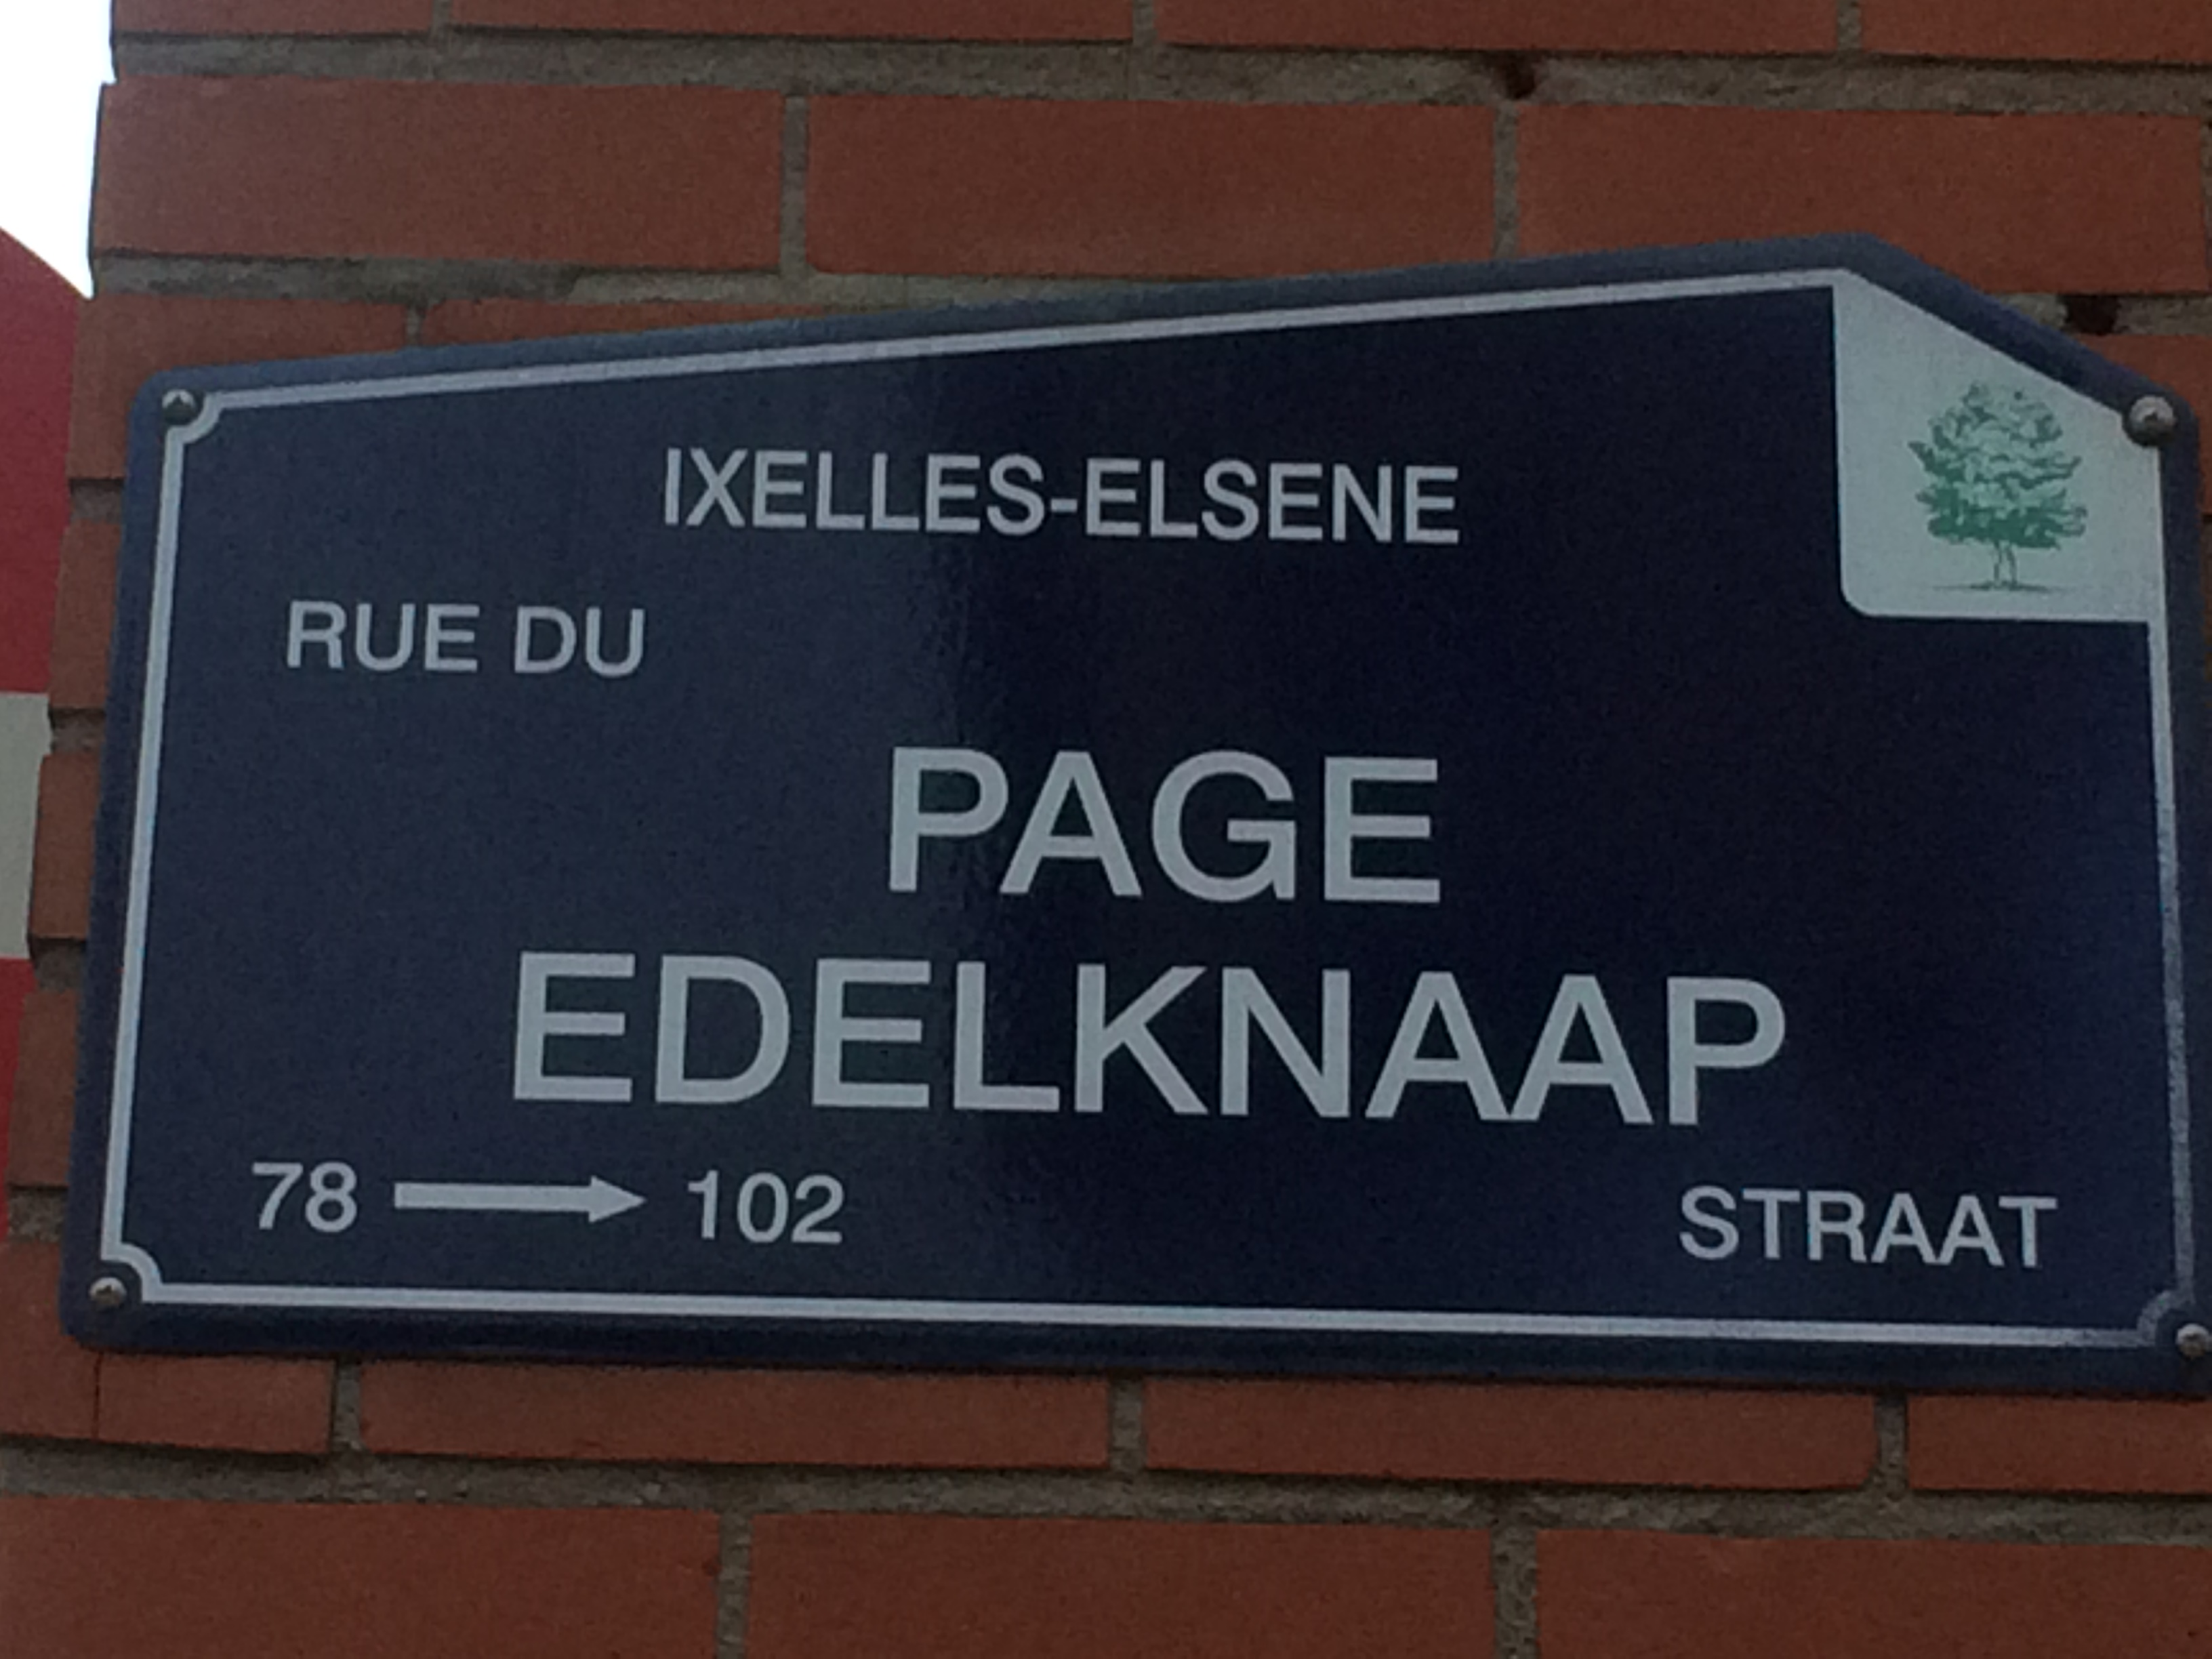 IXELLES-ELSENE
RUE DU
PAGE
EDELKNAAP
78 → 102 STRAAT